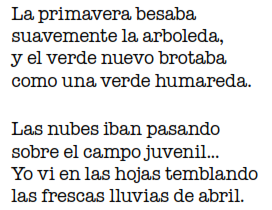 La primavera besaba
suavemente la arboleda,
y el verde nuevo brotaba
como una verde humareda.

Las nubes iban pasando
sobre el campo juvenil...
Yo vi en las hojas temblando
las frescas lluvias de abril.